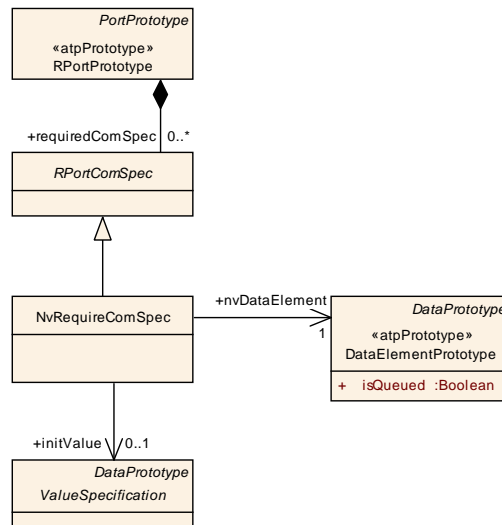 PortPrototype
«atpPrototype»
RPortPrototype
+requiredComSpec 0..*
RPortComSpec
NvRequireComSpec
+nvDataElement
1
DataPrototype
«atpPrototype»
DataElementPrototype
+ isQueued :Boolean
+initValue 0..1
DataPrototype
ValueSpecification